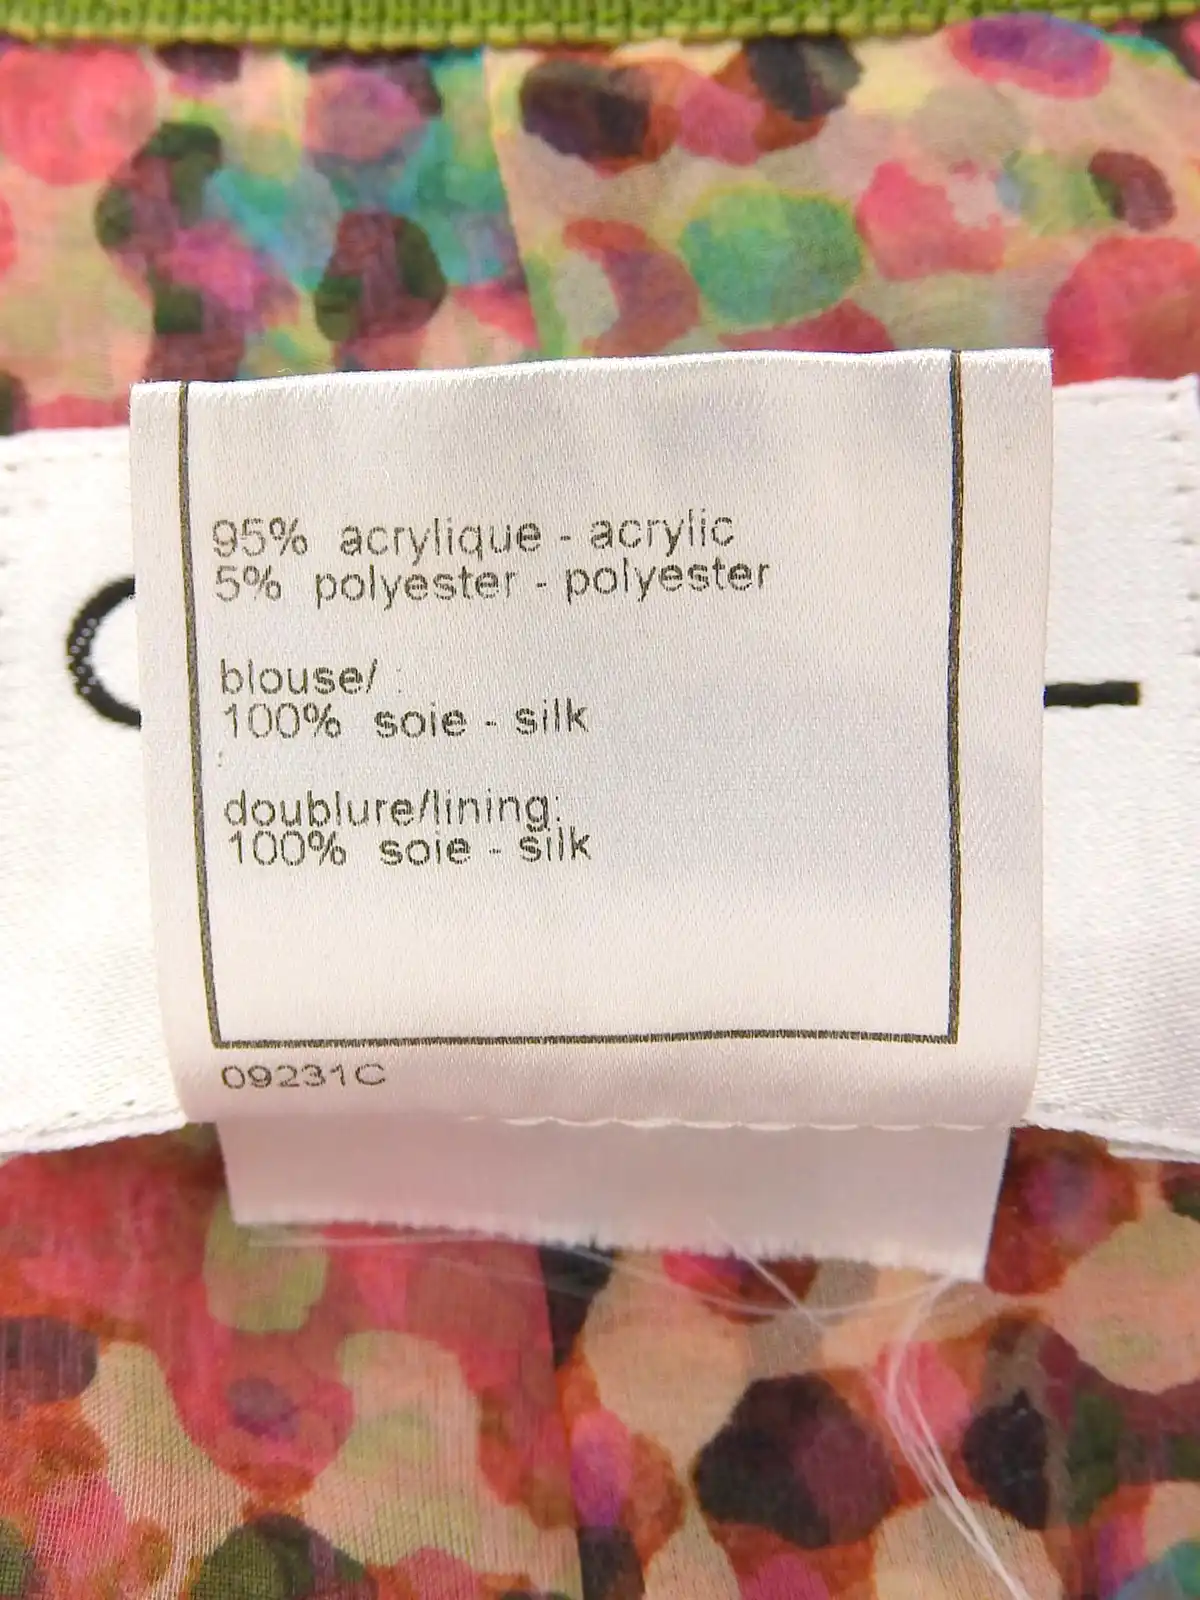 95% acrylique - acrylic
5% polyester - polyester
blouse/ :
100% soie - silk
:
doublure/lining:
100% soie - silk
09231C